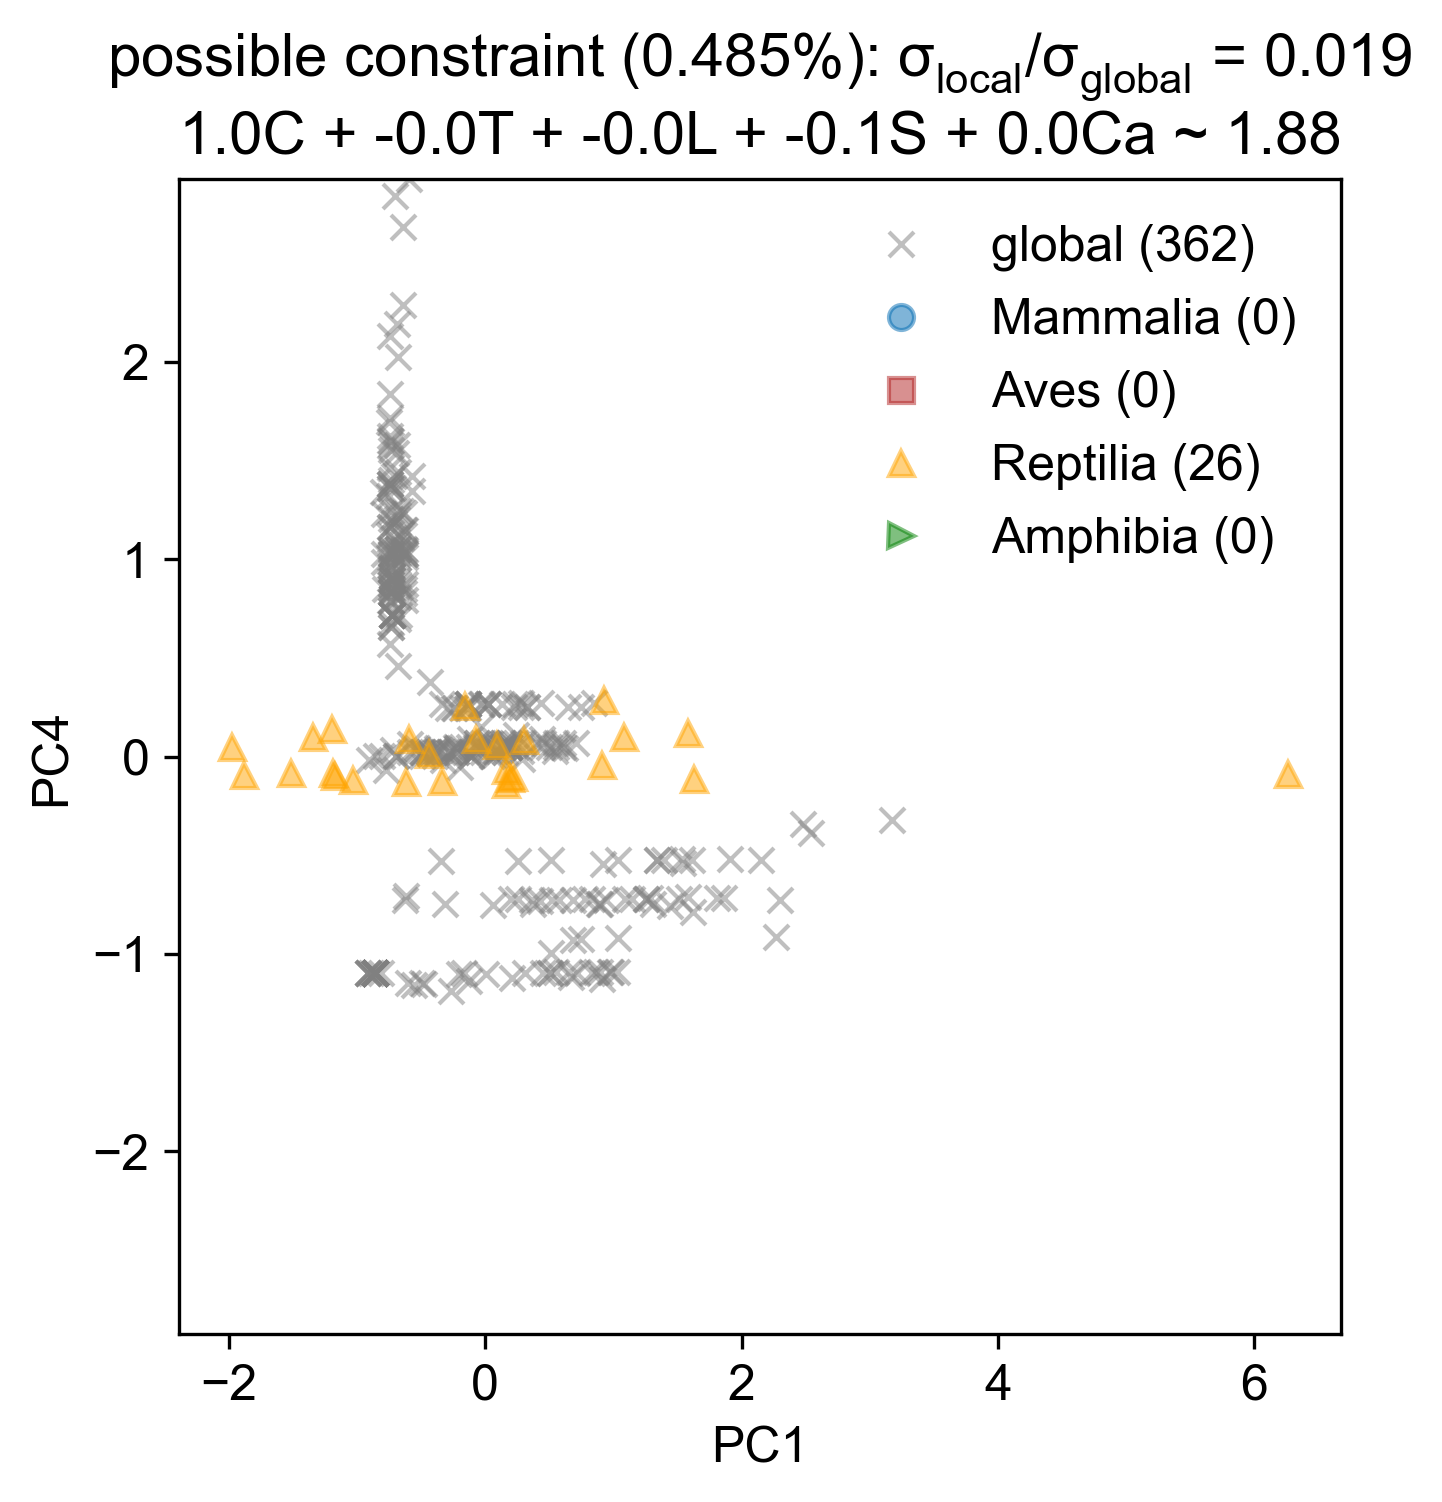 possible constraint (0.485%): σlocal/σglobal = 0.019
1.0C + -0.0T + -0.0L + -0.1S + 0.0Ca ~ 1.88
global (362)
Mammalia (0)
Aves (0)
Reptilia (26)
Amphibia (0)
2
1
0
−1
−2
PC4
−2
0
2
4
6
PC1